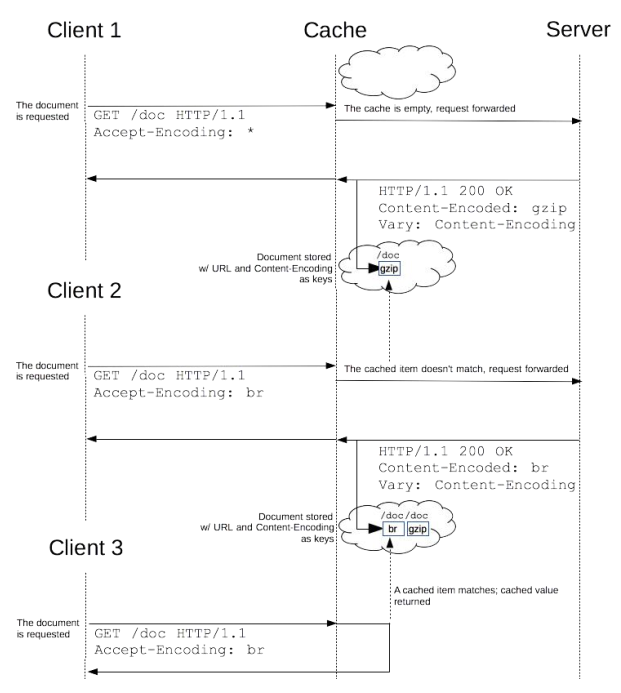 Client 1
Cache
Server
The document
is requested
GET /doc HTTP/1.1
Accept-Encoding: *
The cache is empty, request forwarded
HTTP/1.1 200 OK
Content-Encoded: gzip
Vary: Content-Encoding
Document stored
w/ URL and Content-Encoding
as keys
/doc
gzip
Client 2
The document
is requested
GET /doc HTTP/1.1
Accept-Encoding: br
The cached item doesn't match, request forwarded
HTTP/1.1 200 OK
Content-Encoded: br
Vary: Content-Encoding
Document stored
w/ URL and Content-Encoding
as keys
/doc /doc
br gzip
Client 3
A cached item matches; cached value
returned
The document
is requested
GET /doc HTTP/1.1
Accept-Encoding: br